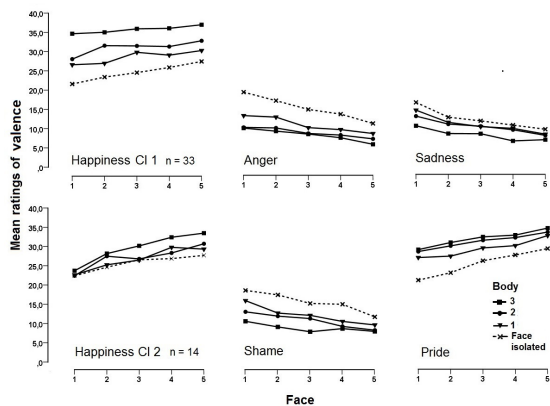 40,0
35,0
30,0
25,0
20,0
15,0
10,0
5,0
,0
Happiness CI 1 n = 33
1 2 3 4 5
Anger
1 2 3 4 5
Sadness
1 2 3 4 5
Mean ratings of valence
40,0
35,0
30,0
25,0
20,0
15,0
10,0
5,0
,0
Happiness CI 2 n = 14
1 2 3 4 5
Shame
1 2 3 4 5
Pride
1 2 3 4 5
Body
3
2
1
Face
isolated
Face